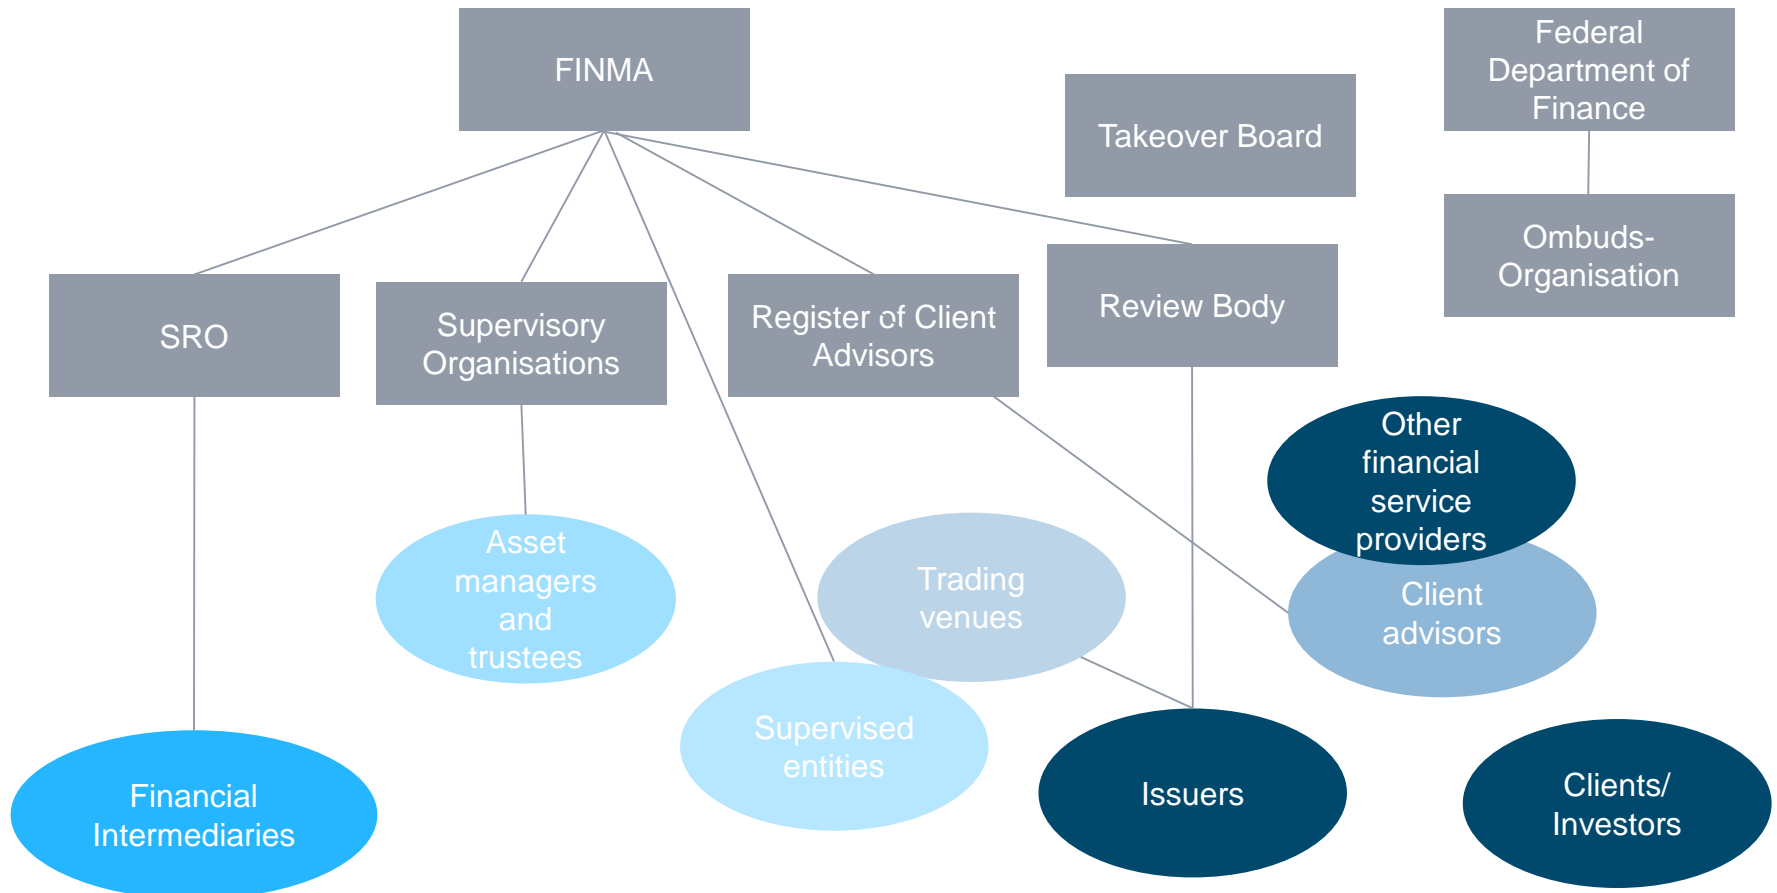 FINMA
Federal
Department of
Finance
Takeover Board
Ombuds-
Organisation
SRO
Supervisory
Organisations
Register of Client
Advisors
Review Body
Other
financial
service
providers
Asset
managers
and
trustees
Trading
venues
Client
advisors
Supervised
entities
Financial
Intermediaries
Issuers
Clients/
Investors